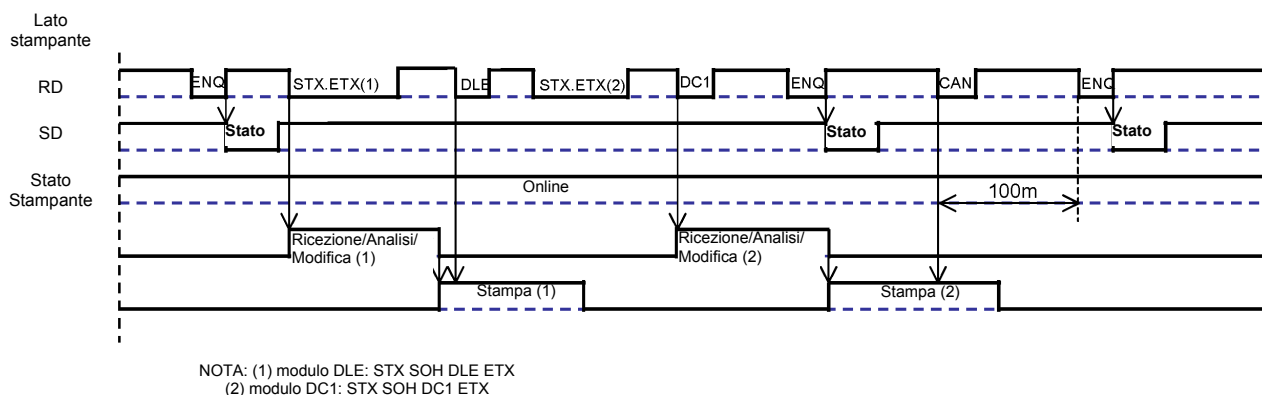 Lato
stampante
RD
ENQ
STX.ETX(1)
DLE
STX.ETX(2)
DC1
ENQ
CAN
ENQ
SD
Stato
Stato
Stato
Stato
Stampante
Online
100m
Ricezione/Analisi/
Modifica (1)
Ricezione/Analisi/
Modifica (2)
Stampa (1)
Stampa (2)
NOTA: (1) modulo DLE: STX SOH DLE ETX
(2) modulo DC1: STX SOH DC1 ETX